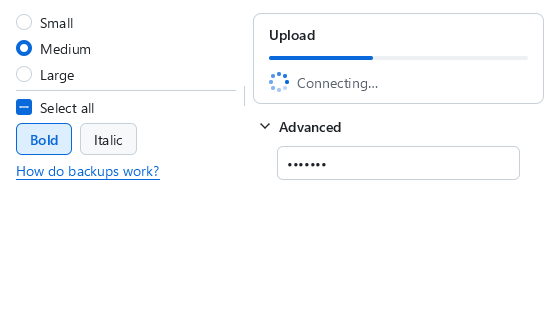 Small
Medium
Large
Select all
Bold Italic
How do backups work?
Upload
Connecting...
Advanced
•••••••